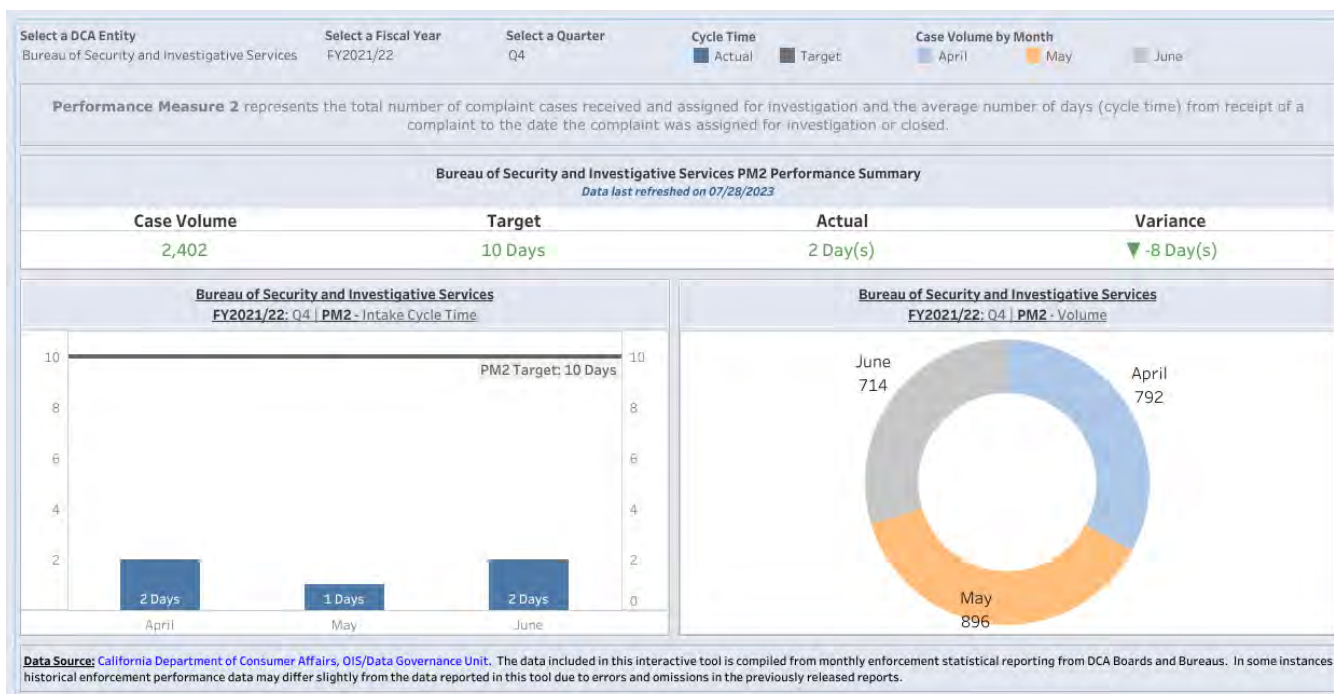 Select a DCA Entity
Bureau of Security and Investigative Services
Select a Fiscal Year
FY2021/22
Select a Quarter
Q4
Cycle Time
Actual Target
Case Volume by Month
April May June
Performance Measure 2 represents the total number of complaint cases received and assigned for investigation and the average number of days (cycle time) from receipt of a
complaint to the date the complaint was assigned for investigation or closed.
Bureau of Security and Investigative Services PM2 Performance Summary
Data last refreshed on 07/28/2023
Case Volume Target Actual Variance
2,402 10 Days 2 Day(s) ▼ -8 Day(s)
Bureau of Security and Investigative Services
FY2021/22: Q4 | PM2 - Intake Cycle Time
10 10
PM2 Target: 10 Days
8 8
6 6
4 4
2 2
2 Days 1 Days 2 Days 0
April May June
Bureau of Security and Investigative Services
FY2021/22: Q4 | PM2 - Volume
June
714
April
792
May
896
Data Source: California Department of Consumer Affairs, OIS/Data Governance Unit. The data included in this interactive tool is compiled from monthly enforcement statistical reporting from DCA Boards and Bureaus. In some instances
historical enforcement performance data may differ slightly from the data reported in this tool due to errors and omissions in the previously released reports.